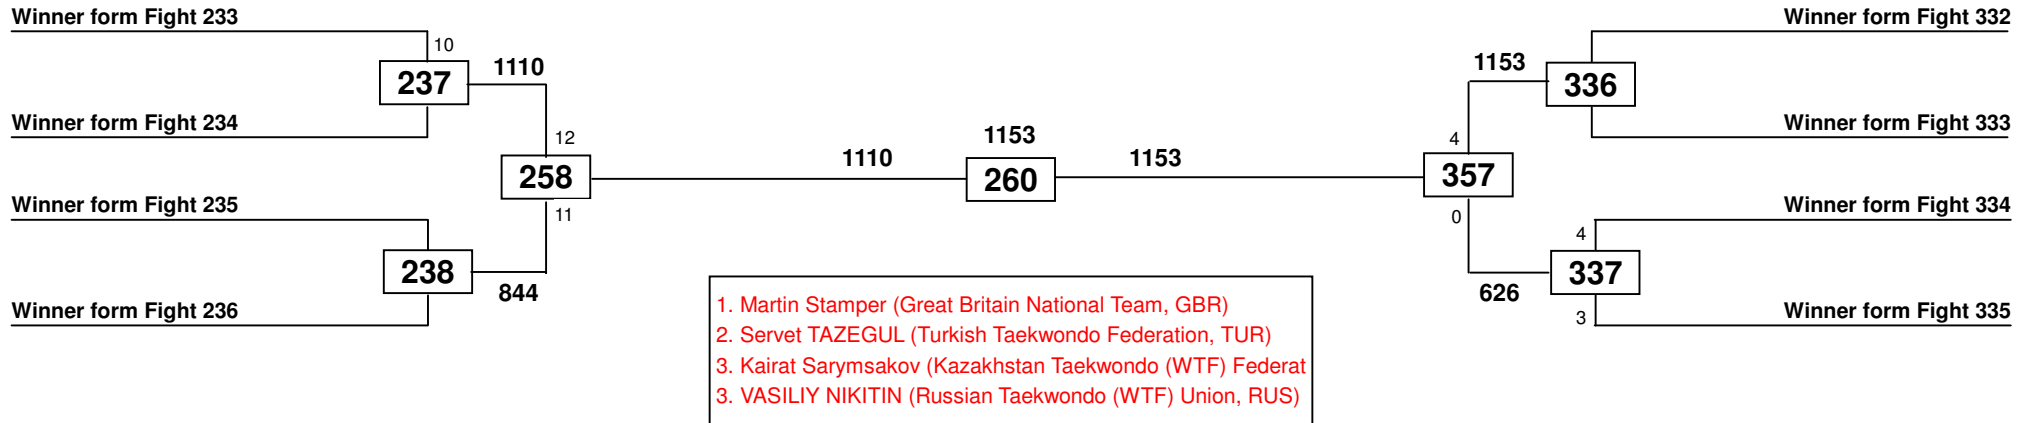 Winner form Fight 233
Winner form Fight 332
10
237
1110
1153
336
Winner form Fight 234
Winner form Fight 333
12
1153
4
258
1110
260
1153
357
Winner form Fight 235
Winner form Fight 334
11
0
4
238
337
844
626
Winner form Fight 236
Winner form Fight 335
3
1. Martin Stamper (Great Britain National Team, GBR)
2. Servet TAZEGUL (Turkish Taekwondo Federation, TUR)
3. Kairat Sarymsakov (Kazakhstan Taekwondo (WTF) Federat
3. VASILIY NIKITIN (Russian Taekwondo (WTF) Union, RUS)